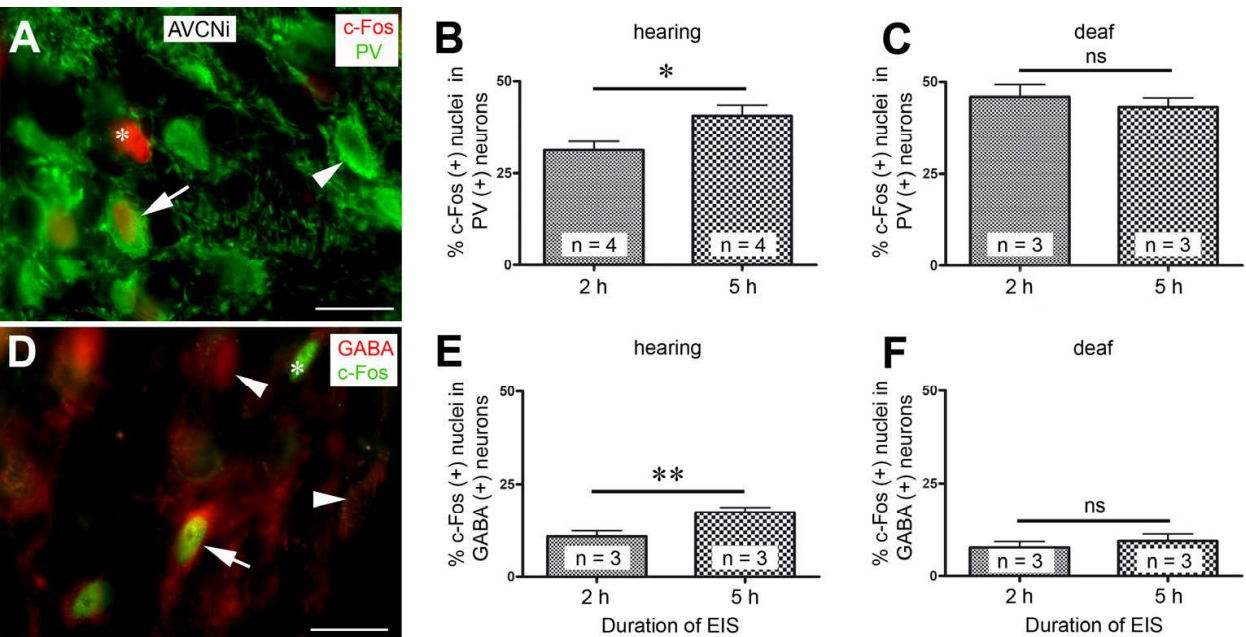 A
AVCNi
c-Fos
PV
*
B
hearing
*
% c-Fos (+) nuclei in
PV (+) neurons
50
25
0
n = 4
n = 4
2 h
5 h
C
deaf
ns
% c-Fos (+) nuclei in
PV (+) neurons
50
25
0
n = 3
n = 3
2 h
5 h
D
GABA
c-Fos
*
E
hearing
**
% c-Fos (+) nuclei in
GABA (+) neurons
50
25
0
n = 3
n = 3
2 h
5 h
Duration of EIS
F
deaf
ns
% c-Fos (+) nuclei in
GABA (+) neurons
50
25
0
n = 3
n = 3
2 h
5 h
Duration of EIS